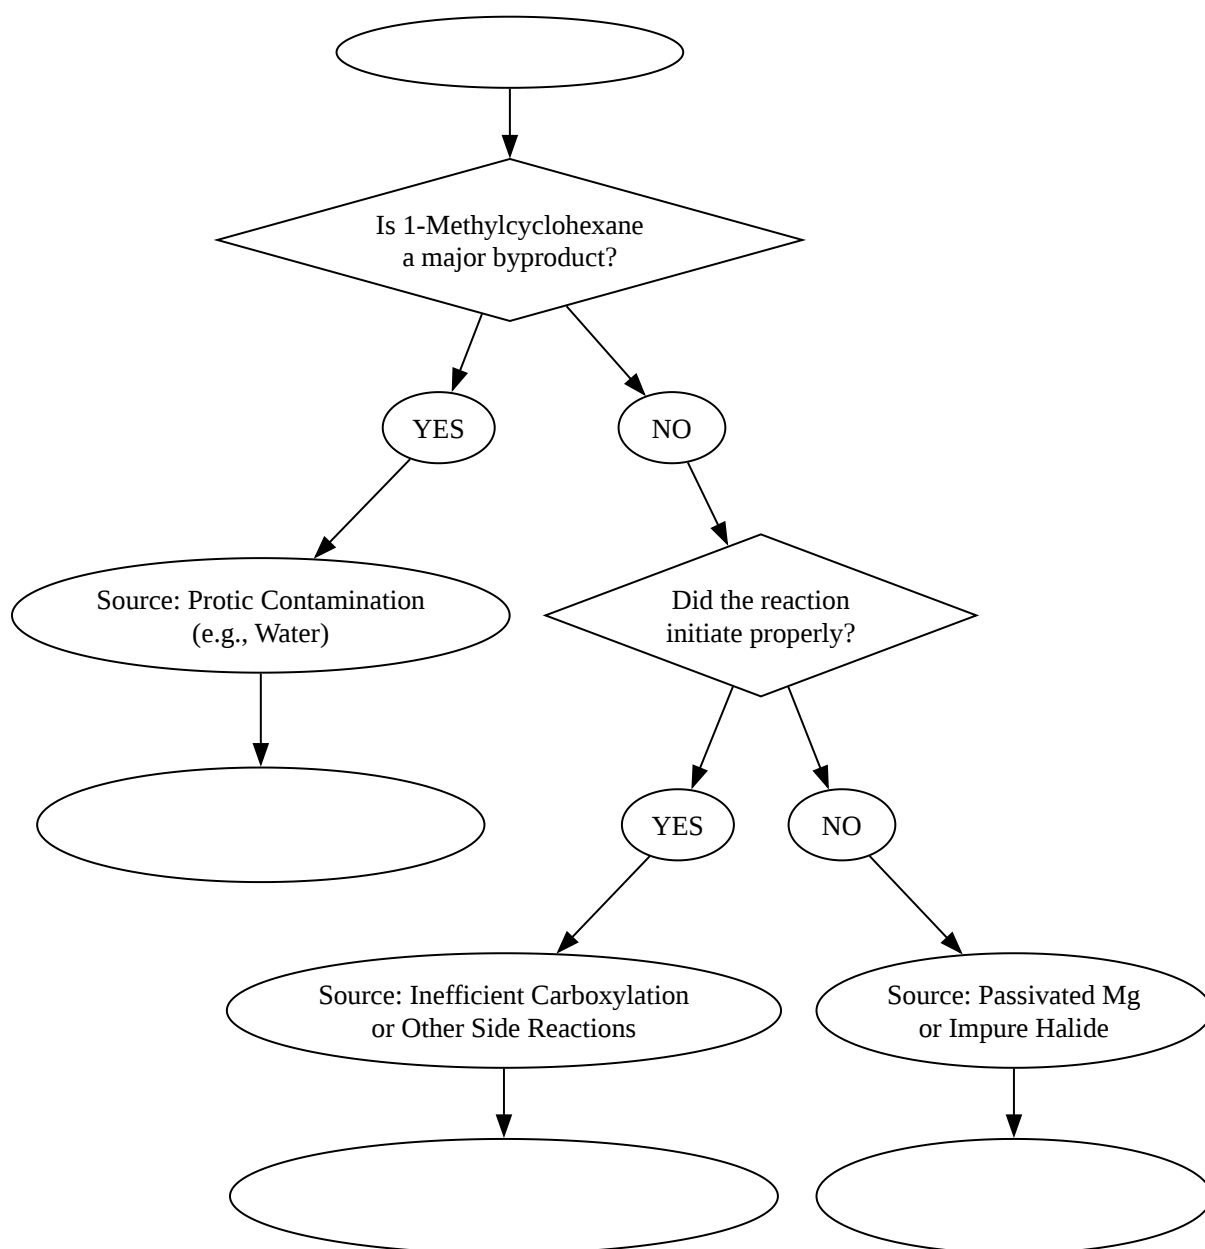 Is 1-Methylcyclohexane
a major byproduct?
YES
NO
Source: Protic Contamination
(e.g., Water)
Did the reaction
initiate properly?
YES
NO
Source: Inefficient Carboxylation
or Other Side Reactions
Source: Passivated Mg
or Impure Halide